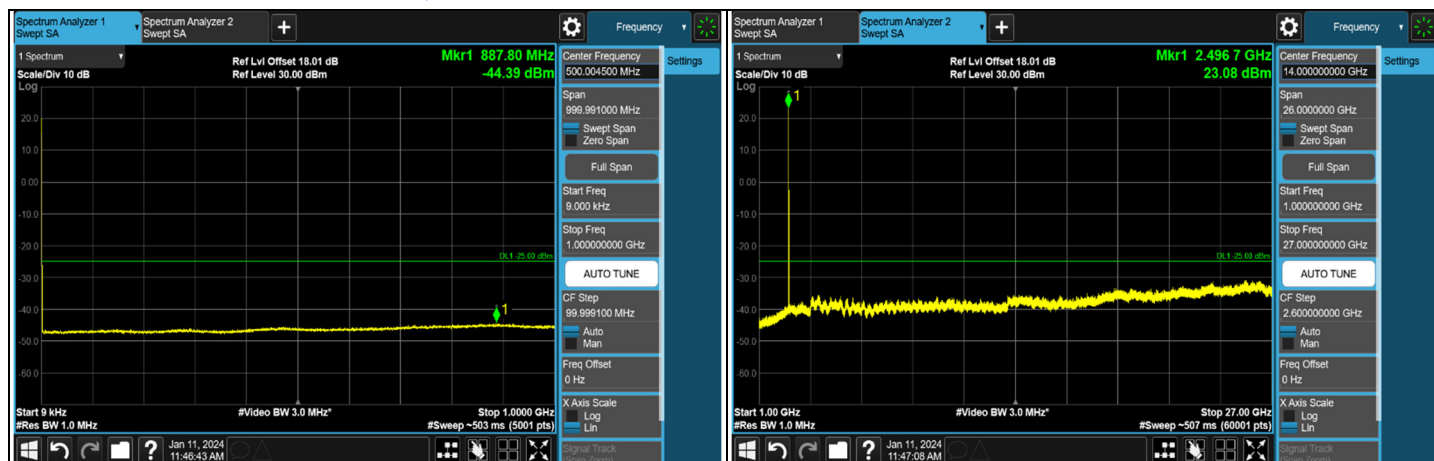 Spectrum Analyzer 1
Swept SA
Spectrum Analyzer 2
Swept SA
Frequency
1 Spectrum
Scale/Div 10 dB
Log
Ref Lvl Offset 18.01 dB
Ref Level 30.00 dBm
Mkr1 887.80 MHz
-44.39 dBm
20.0
10.0
0.00
-10.0
-20.0
-30.0
-40.0
-50.0
-60.0
DL1 -25.00 dBm
1
Start 9 kHz
#Res BW 1.0 MHz
#Video BW 3.0 MHz*
Stop 1.0000 GHz
#Sweep ~503 ms (5001 pts)
Center Frequency
500.004500 MHz
Settings
Span
999.991000 MHz
Swept Span
Zero Span
Full Span
Start Freq
9.000 kHz
Stop Freq
1.000000000 GHz
AUTO TUNE
CF Step
99.999100 MHz
Auto
Man
Freq Offset
0 Hz
X Axis Scale
Log
Lin
Signal Track
(Span Zoom)
?
Jan 11, 2024
11:46:43 AM
Spectrum Analyzer 1
Swept SA
Spectrum Analyzer 2
Swept SA
Frequency
1 Spectrum
Scale/Div 10 dB
Log
Ref Lvl Offset 18.01 dB
Ref Level 30.00 dBm
Mkr1 2.496 7 GHz
23.08 dBm
1
20.0
10.0
0.00
-10.0
-20.0
-30.0
-40.0
-50.0
-60.0
DL1 -25.00 dBm
Start 1.00 GHz
#Res BW 1.0 MHz
#Video BW 3.0 MHz*
Stop 27.00 GHz
#Sweep ~507 ms (60001 pts)
Center Frequency
14.00000000 GHz
Settings
Span
26.0000000 GHz
Swept Span
Zero Span
Full Span
Start Freq
1.000000000 GHz
Stop Freq
27.000000000 GHz
AUTO TUNE
CF Step
2.600000000 GHz
Auto
Man
Freq Offset
0 Hz
X Axis Scale
Log
Lin
Signal Track
(Span Zoom)
?
Jan 11, 2024
11:47:08 AM